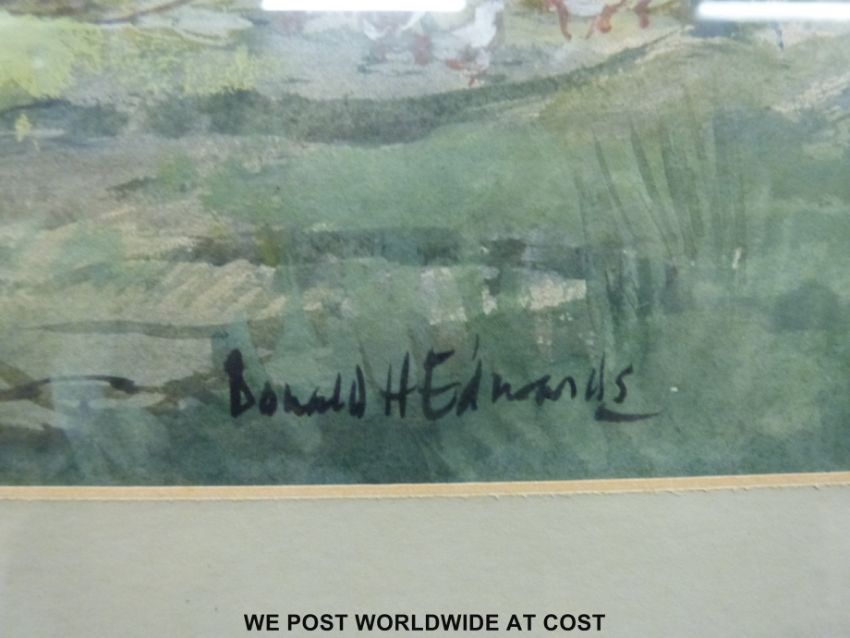 Donald H Edwards
WE POST WORLDWIDE AT COST